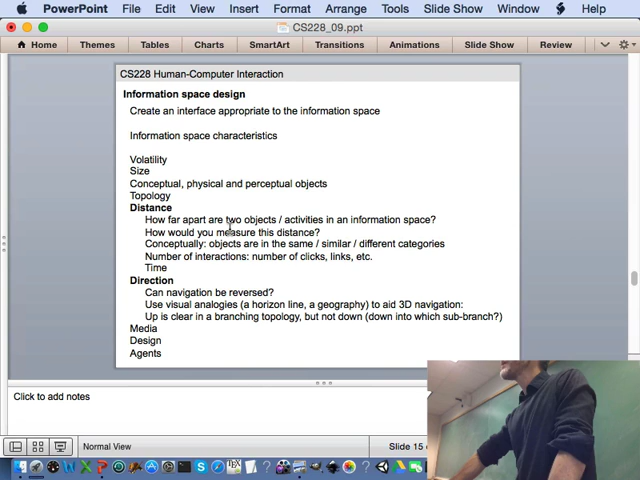 PowerPoint File Edit View Insert Format Arrange Tools Slide Show Window Help
CS228_09.ppt
Home Themes Tables Charts SmartArt Transitions Animations Slide Show Review
CS228 Human-Computer Interaction
Information space design
Create an interface appropriate to the information space
Information space characteristics
Volatility
Size
Conceptual, physical and perceptual objects
Topology
Distance
How far apart are two objects / activities in an information space?
How would you measure this distance?
Conceptually: objects are in the same / similar / different categories
Number of interactions: number of clicks, links, etc.
Time
Direction
Can navigation be reversed?
Use visual analogies (a horizon line, a geography) to aid 3D navigation:
Up is clear in a branching topology, but not down (down into which sub-branch?)
Media
Design
Agents
Click to add notes
Normal View Slide 15